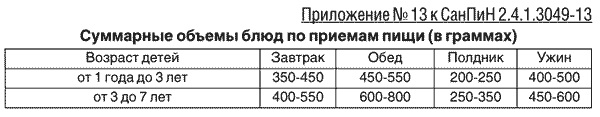 Приложение № 13 к СанПиН 2.4.1.3049-13
Суммарные объемы блюд по приемам пищи (в граммах)
Возраст детей Завтрак Обед Полдник Ужин
от 1 года до 3 лет 350-450 450-550 200-250 400-500
от 3 до 7 лет 400-550 600-800 250-350 450-600